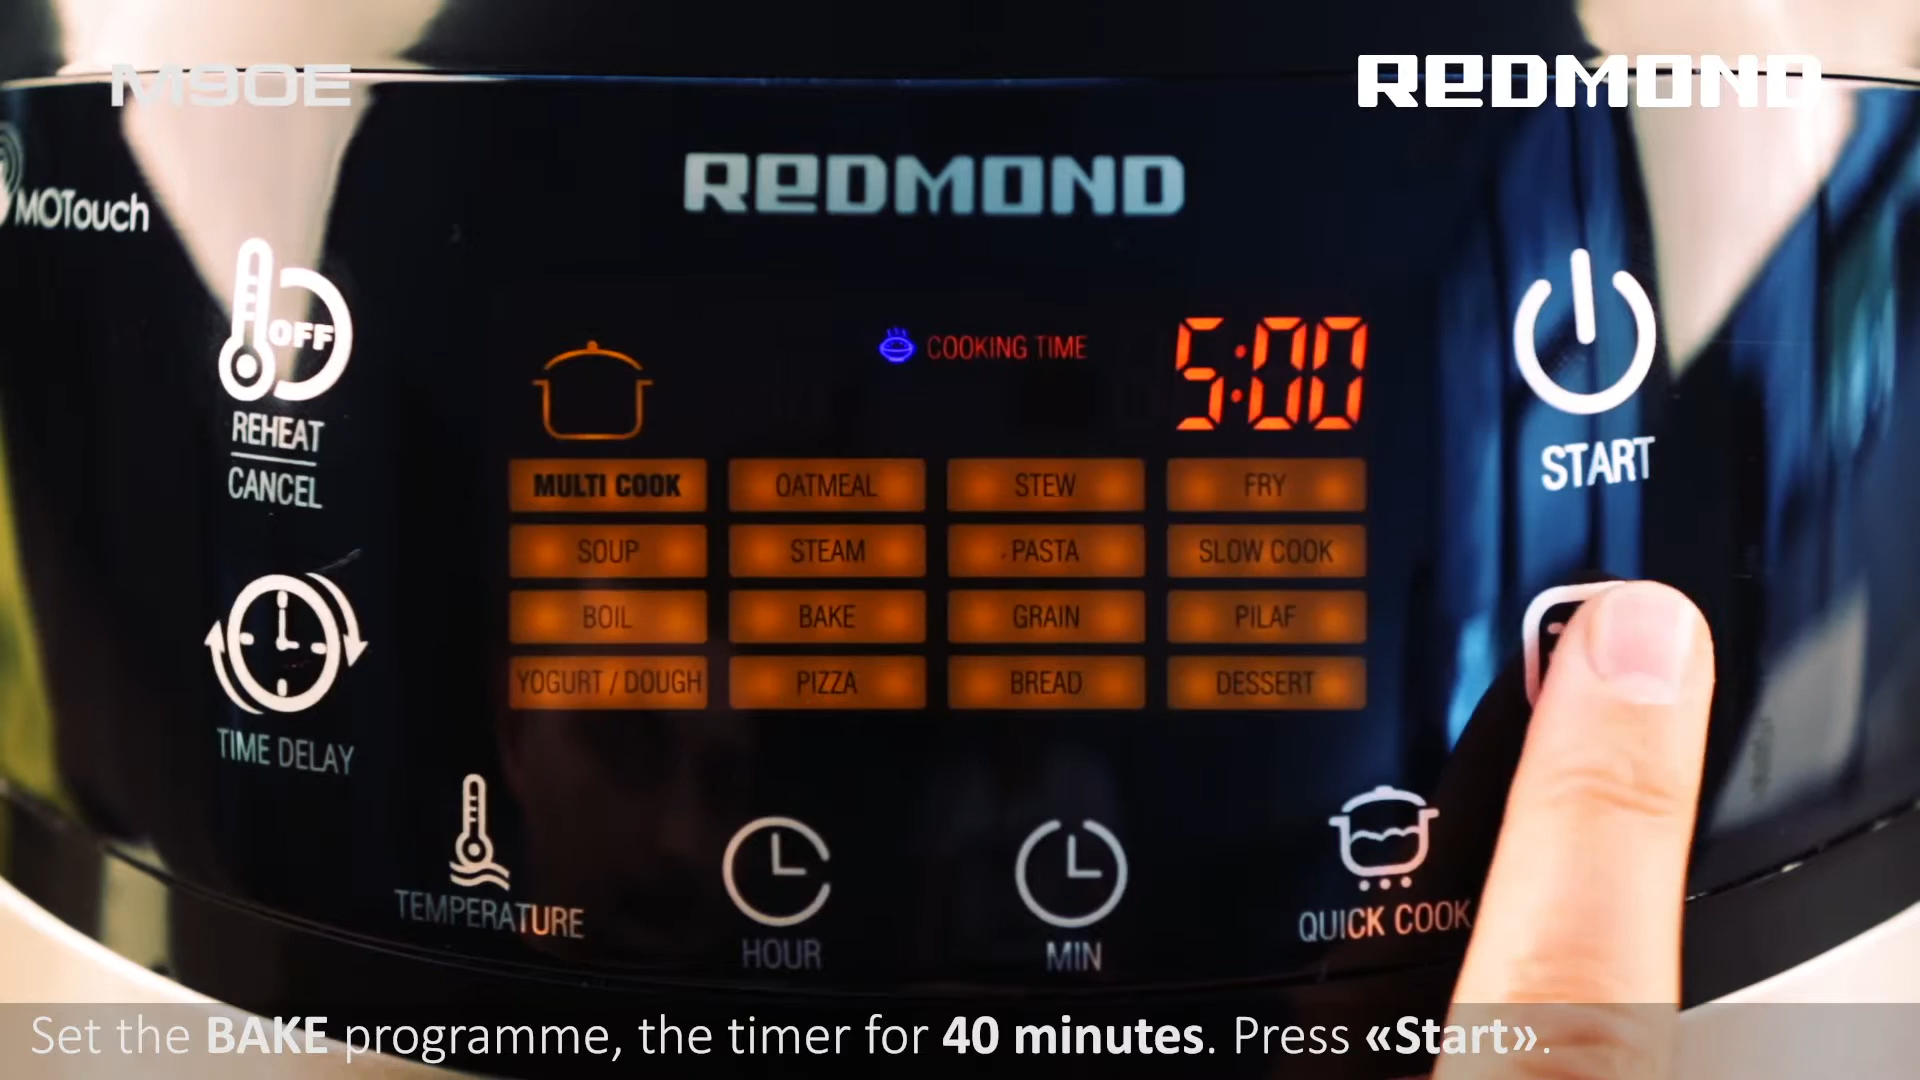 M90E
REDMOND
MOTouch
REDMOND
OFF
REHEAT
CANCEL
COOKING TIME
5:00
START
MULTI COOK OATMEAL STEW FRY
SOUP STEAM PASTA SLOW COOK
BOIL BAKE GRAIN PILAF
YOGURT / DOUGH PIZZA BREAD DESSERT
TIME DELAY
TEMPERATURE
HOUR
MIN
QUICK COOK
Set the BAKE programme, the timer for 40 minutes. Press «Start».